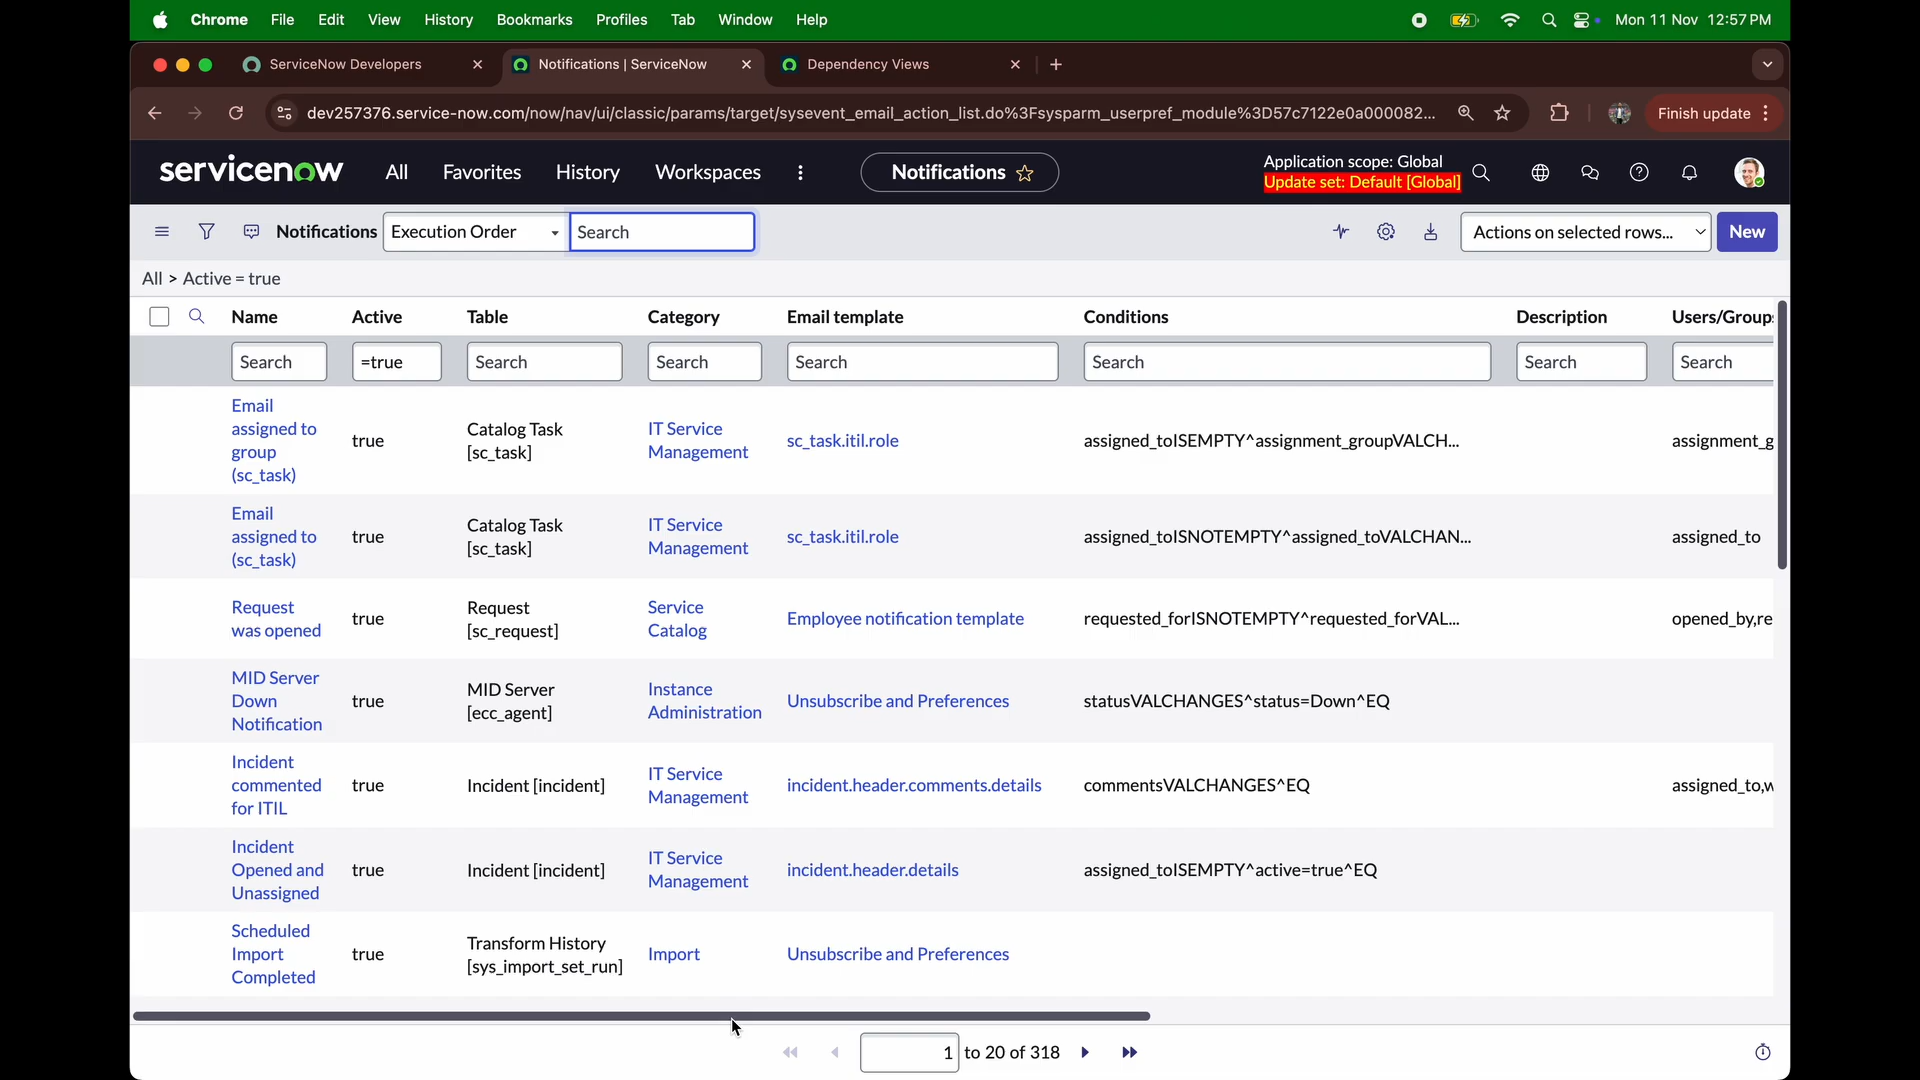 Chrome File Edit View History Bookmarks Profiles Tab Window Help Mon 11 Nov 12:57 PM
ServiceNow Developers Notifications | ServiceNow Dependency Views
dev257376.service-now.com/now/nav/ui/classic/params/target/sysevent_email_action_list.do%3Fsysparm_userpref_module%3D57c7122e0a000082... Finish update
servicenow All Favorites History Workspaces Notifications Application scope: Global
Update set: Default [Global]
Notifications Execution Order Search Actions on selected rows... New
All > Active = true
Name Active Table Category Email template Conditions Description Users/Group
Search =true Search Search Search Search Search Search
Email assigned to group (sc_task) true Catalog Task [sc_task] IT Service Management sc_task.itil.role assigned_toISEMPTY^assignment_groupVALCH... assignment_g
Email assigned to (sc_task) true Catalog Task [sc_task] IT Service Management sc_task.itil.role assigned_toISNOTEMPTY^assigned_toVALCHAN... assigned_to
Request was opened true Request [sc_request] Service Catalog Employee notification template requested_forISNOTEMPTY^requested_forVAL... opened_by,re
MID Server Down Notification true MID Server [ecc_agent] Instance Administration Unsubscribe and Preferences statusVALCHANGES^status=Down^EQ
Incident commented for ITIL true Incident [incident] IT Service Management incident.header.comments.details commentsVALCHANGES^EQ assigned_to,w
Incident Opened and Unassigned true Incident [incident] IT Service Management incident.header.details assigned_toISEMPTY^active=true^EQ
Scheduled Import Completed true Transform History [sys_import_set_run] Import Unsubscribe and Preferences
1 to 20 of 318